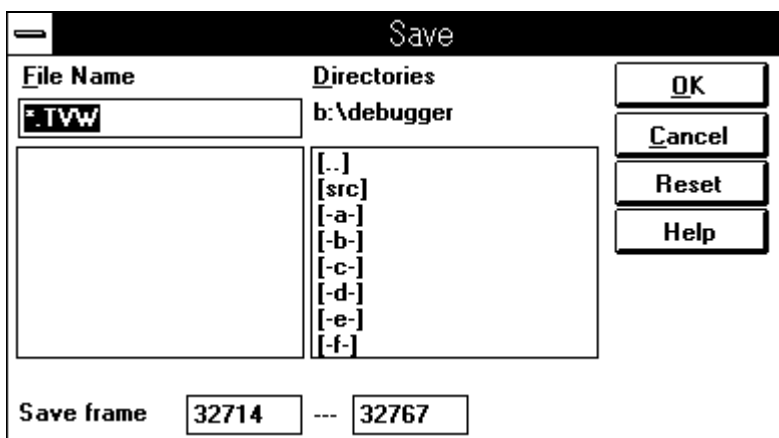 Save
File Name
*.TVW
Directories
b:\debugger
[..]
[src]
[-a-]
[-b-]
[-c-]
[-d-]
[-e-]
[-f-]
OK
Cancel
Reset
Help
Save frame 32714 --- 32767